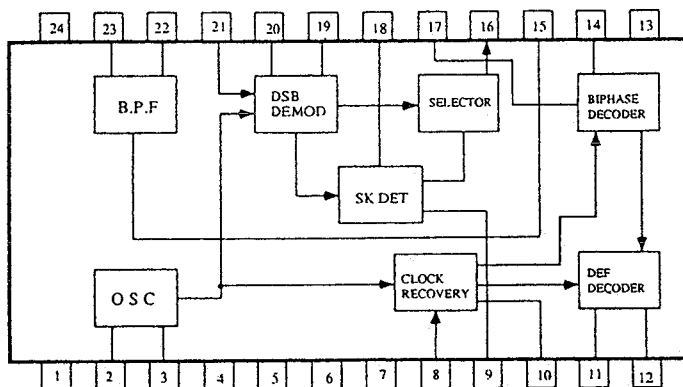 24 23 22 21 20 19 18 17 16 15 14 13
B.P.F
DSB
DEMOD
SELECTOR
BIPHASE
DECODER
SK DET
OSC
CLOCK
RECOVERY
DEF
DECODER
1 2 3 4 5 6 7 8 9 10 11 12